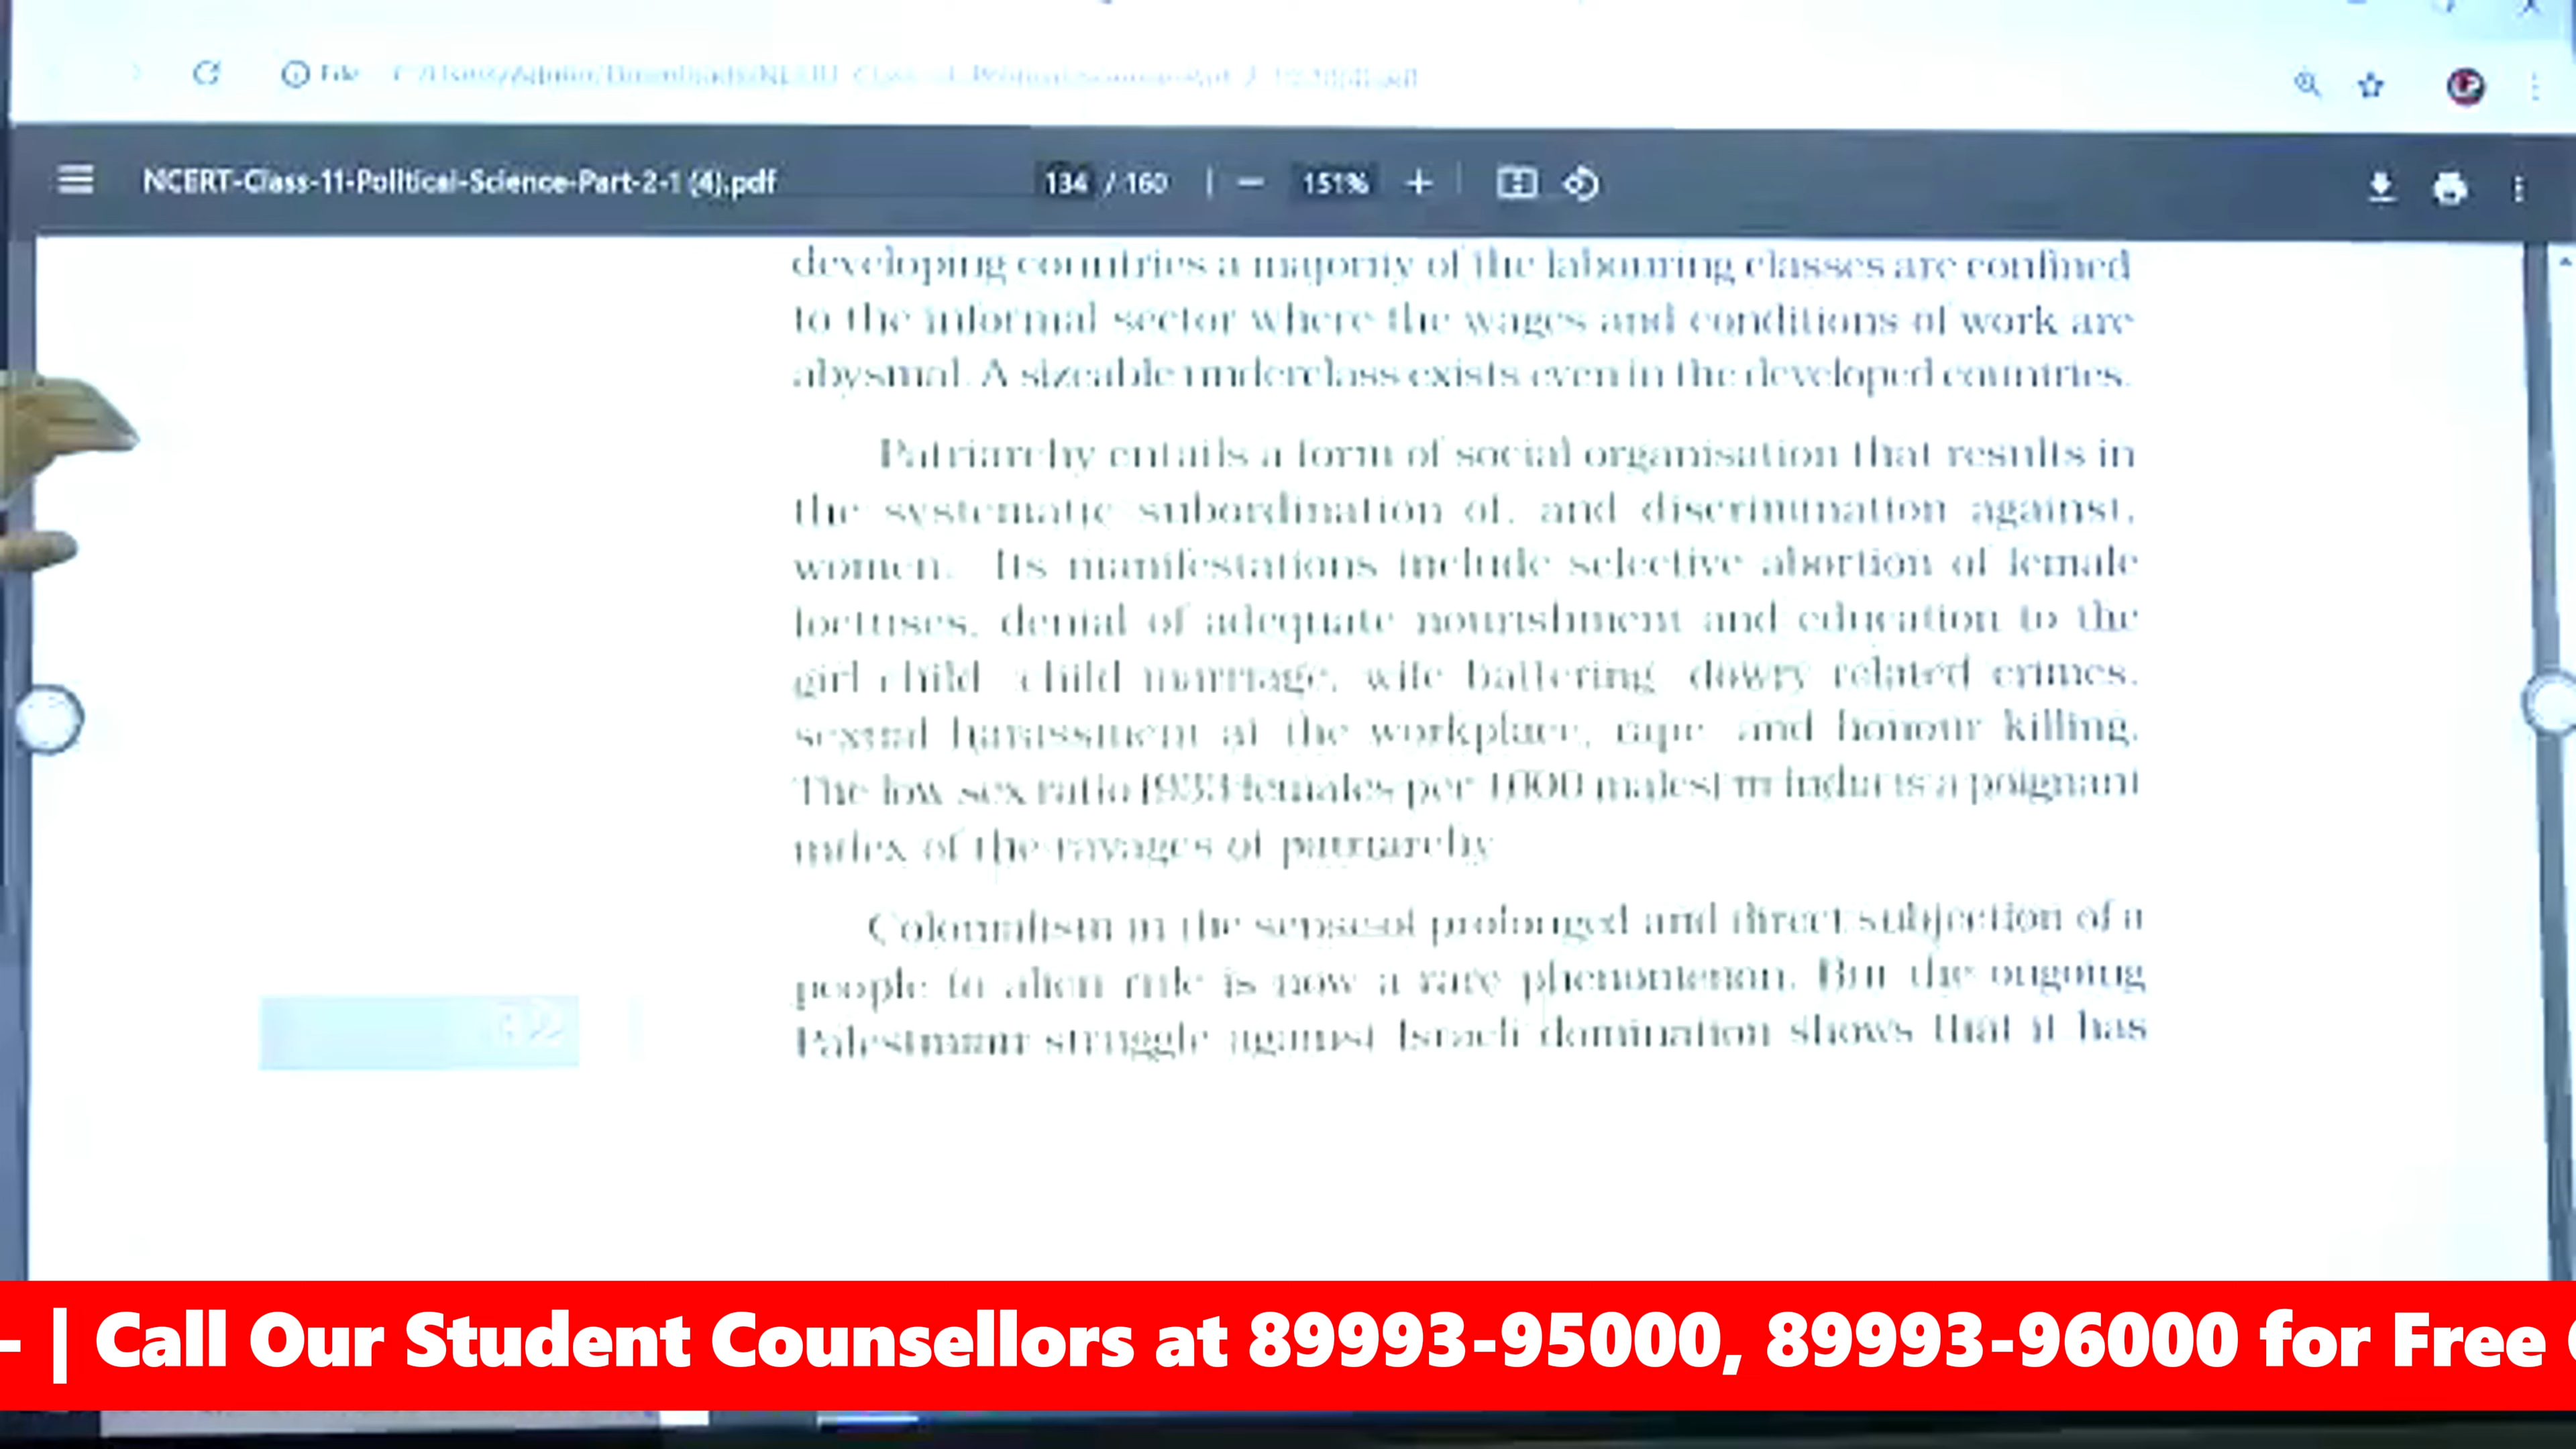 File
NCERT-Class-11-Political-Science-Part-2-1 (4).pdf
134 / 160 | — 151% + |
developing countries a majority of the labouring classes are confined
to the informal sector where the wages and conditions of work are
abysmal. A sizeable underclass exists even in the developed countries.
Patriarchy entails a form of social organisation that results in
the systematic subordination of, and discrimination against,
women. Its manifestations include selective abortion of female
foetuses, denial of adequate nourishment and education to the
girl child, child marriage, wife battering, dowry related crimes,
sexual harassment at the workplace, rape and honour killing.
The low sex ratio (933 females per 1000 males) in India is a poignant
index of the ravages of patriarchy
Colonialism in the sense of prolonged and direct subjection of a
people to alien rule is now a rare phenomenon. But the ongoing
Palestinian struggle against Israeli domination shows that it has
- | Call Our Student Counsellors at 89993-95000, 89993-96000 for Free